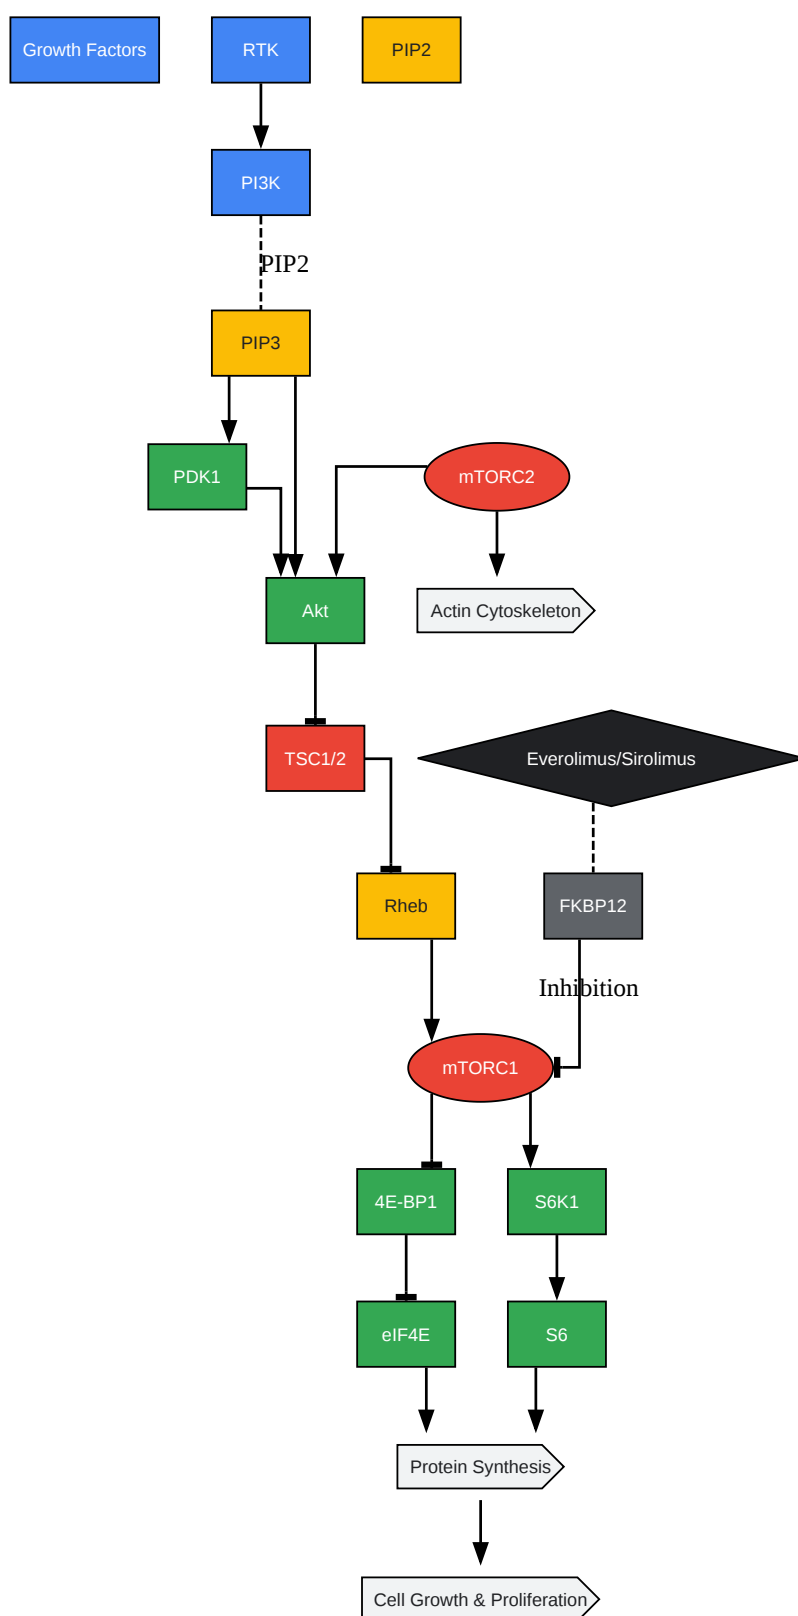 Growth Factors
RTK
PIP2
PI3K
PIP2
PIP3
PDK1
mTORC2
Akt
Actin Cytoskeleton
TSC1/2
Everolimus/Sirolimus
Rheb
FKBP12
Inhibition
mTORC1
4E-BP1
S6K1
eIF4E
S6
Protein Synthesis
Cell Growth & Proliferation